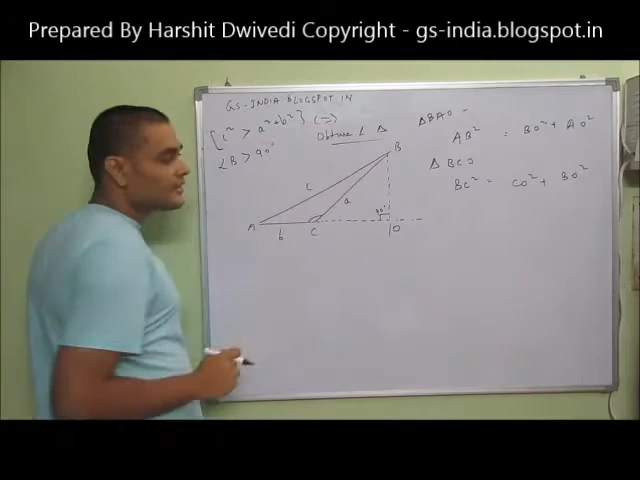 Prepared By Harshit Dwivedi Copyright - gs-india.blogspot.in
GS-INDIA BLOGSPOT IN
[c² > a²+b²] (=)
∠B > 90°
Obtuse ∠ Δ
B
c
a
A
b
C
90°
O
ΔBAO -
AB² = BO² + AO²
Δ BCO
BC² = CO² + BO²